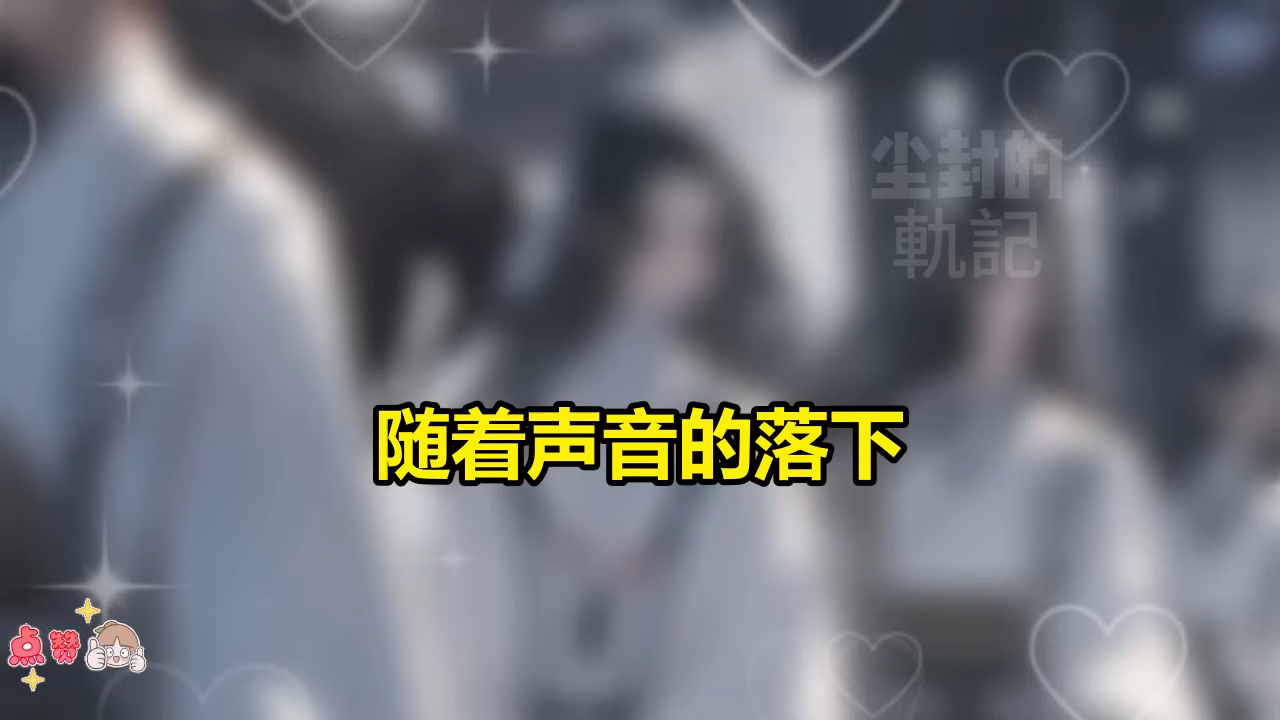 尘封的
軌記
随着声音的落下
点赞